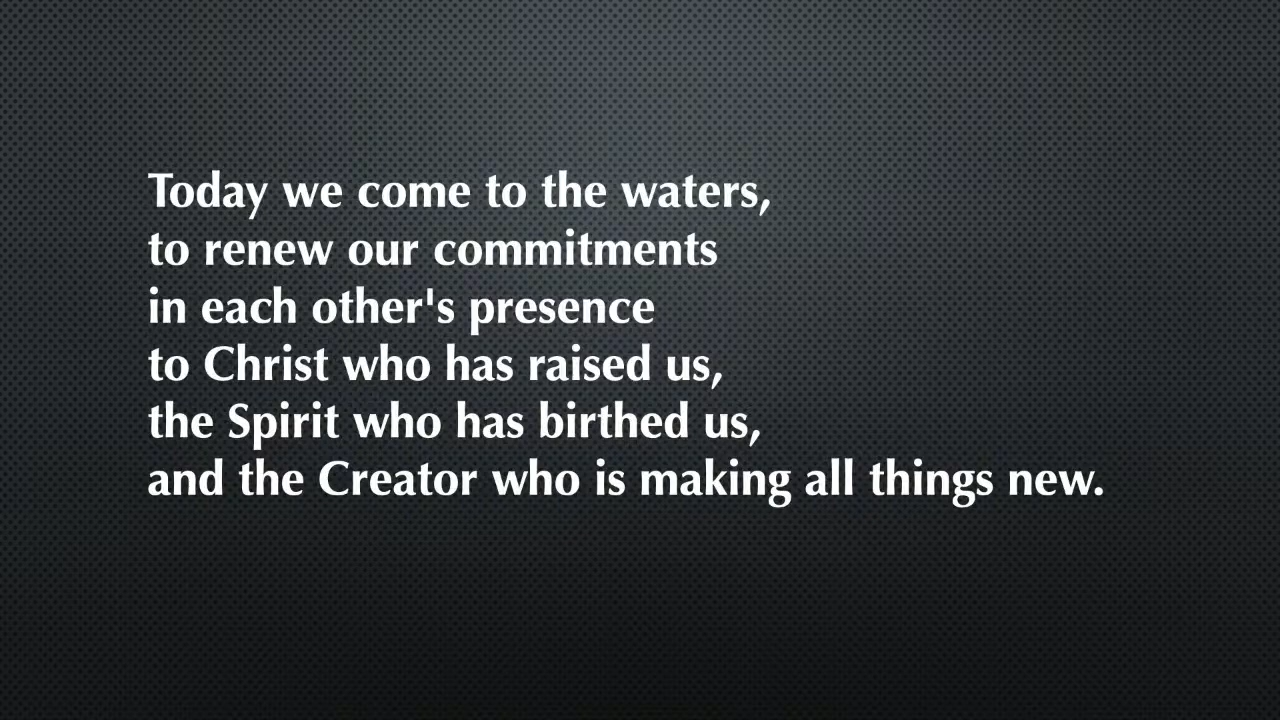 Today we come to the waters,
to renew our commitments
in each other's presence
to Christ who has raised us,
the Spirit who has birthed us,
and the Creator who is making all things new.